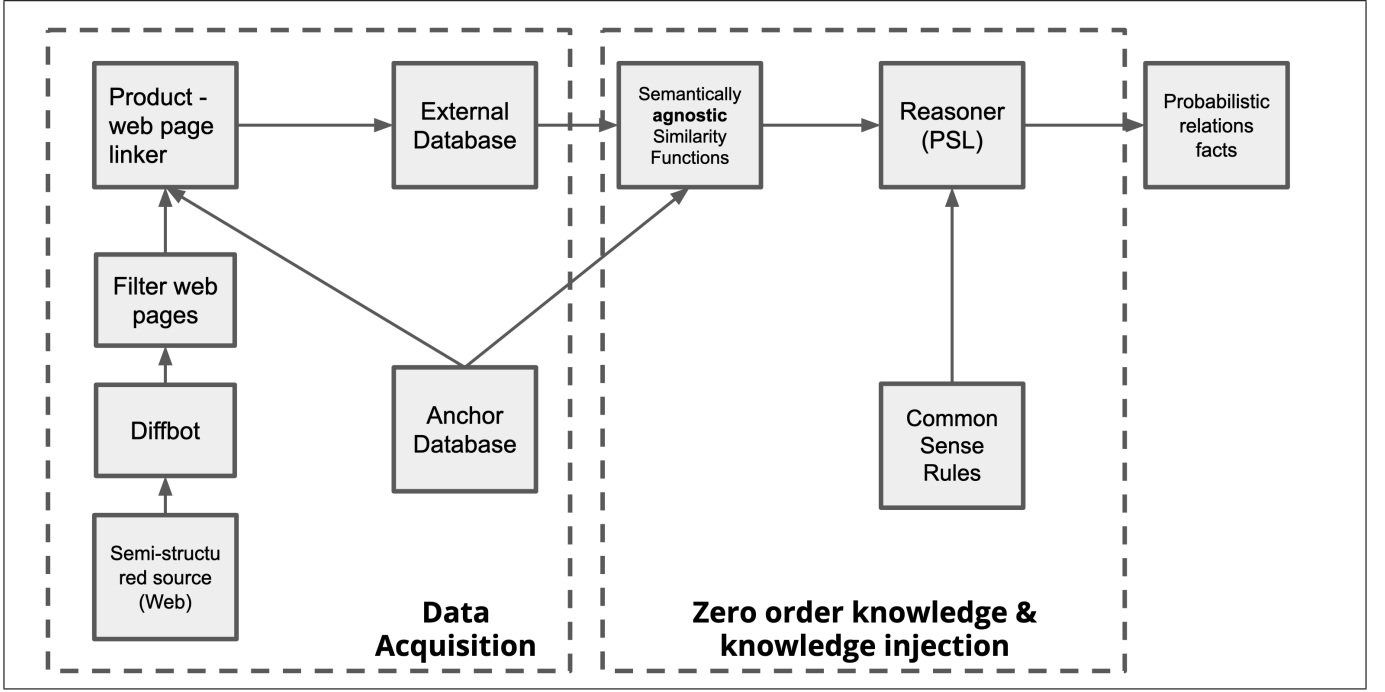 Product -
web page
linker
External
Database
Semantically
agnostic
Similarity
Functions
Reasoner
(PSL)
Probabilistic
relations
facts
Filter web
pages
Diffbot
Anchor
Database
Common
Sense
Rules
Semi-structu
red source
(Web)
Data
Acquisition
Zero order knowledge &
knowledge injection